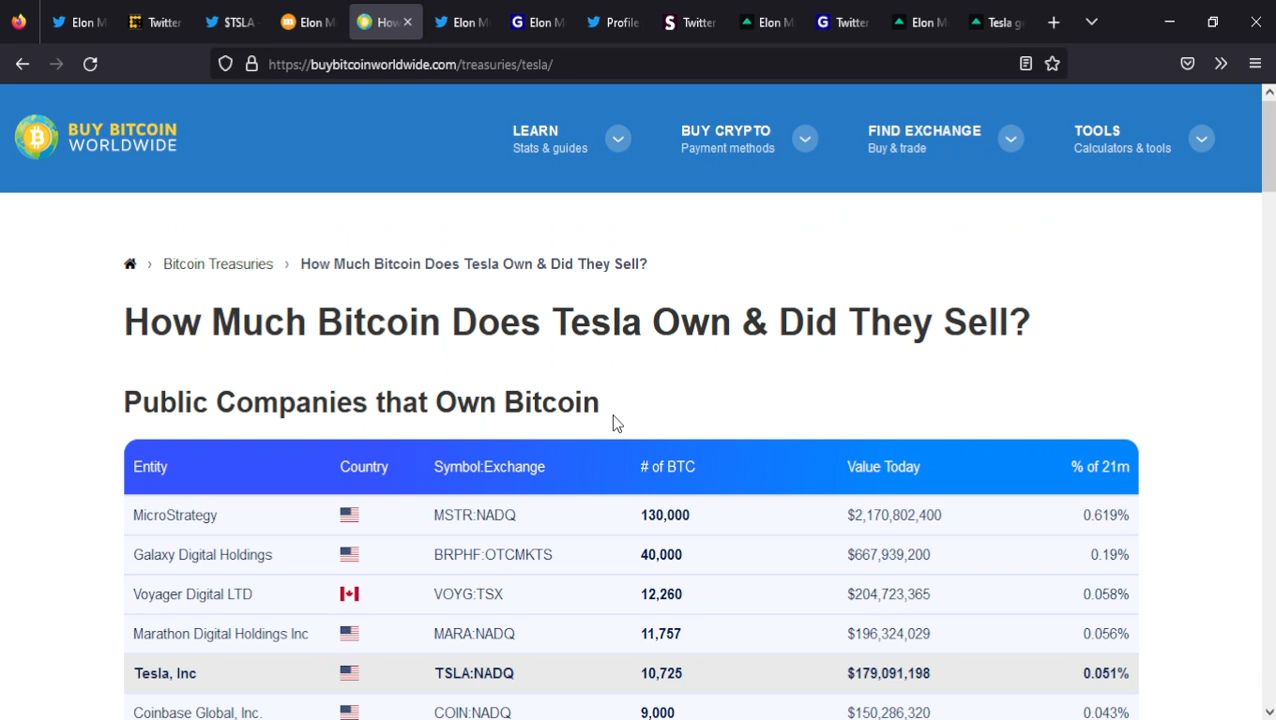 Elon M
Twitter
$TSLA
Elon M
How
Elon M
Elon M
Profile
Twitter
Elon M
Twitter
Elon M
Tesla g
https://buybitcoinworldwide.com/treasuries/tesla/
BUY BITCOIN
WORLDWIDE
LEARN
Stats & guides
BUY CRYPTO
Payment methods
FIND EXCHANGE
Buy & trade
TOOLS
Calculators & tools
Bitcoin Treasuries › How Much Bitcoin Does Tesla Own & Did They Sell?
How Much Bitcoin Does Tesla Own & Did They Sell?
Public Companies that Own Bitcoin
Entity Country Symbol:Exchange # of BTC Value Today % of 21m
MicroStrategy MSTR:NADQ 130,000 $2,170,802,400 0.619%
Galaxy Digital Holdings BRPHF:OTCMKTS 40,000 $667,939,200 0.19%
Voyager Digital LTD VOYG:TSX 12,260 $204,723,365 0.058%
Marathon Digital Holdings Inc MARA:NADQ 11,757 $196,324,029 0.056%
Tesla, Inc TSLA:NADQ 10,725 $179,091,198 0.051%
Coinbase Global, Inc. COIN:NADQ 9,000 $150,286,320 0.043%